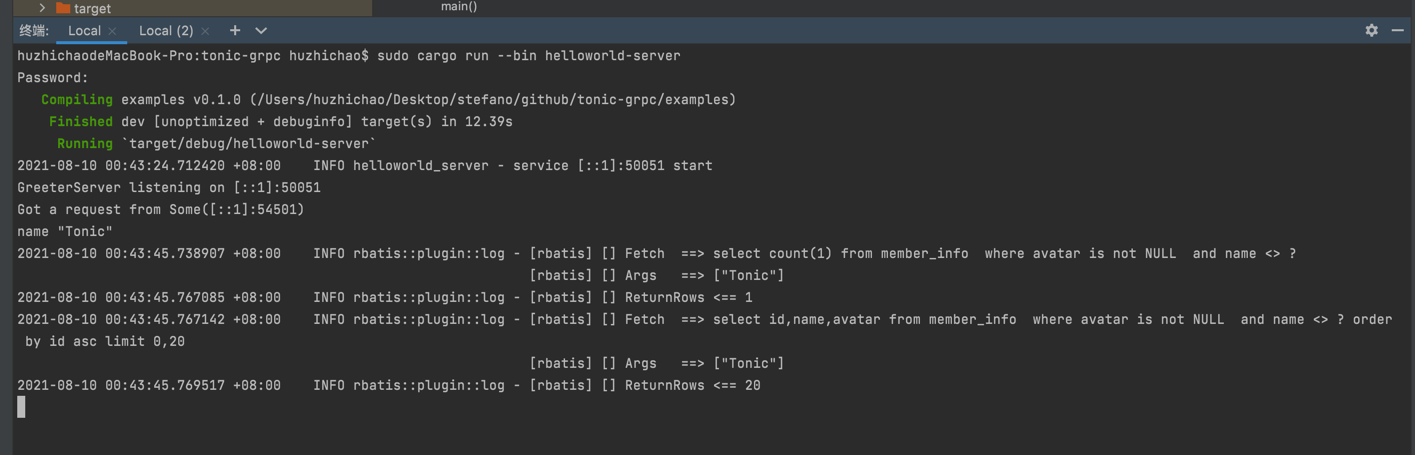 target
main()
终端: Local × Local (2) × +
huzhichaodeMacBook-Pro:tonic-grpc huzhichao$ sudo cargo run --bin helloworld-server
Password:
Compiling examples v0.1.0 (/Users/huzhichao/Desktop/stefano/github/tonic-grpc/examples)
Finished dev [unoptimized + debuginfo] target(s) in 12.39s
Running `target/debug/helloworld-server`
2021-08-10 00:43:24.712420 +08:00    INFO helloworld_server - service [::1]:50051 start
GreeterServer listening on [::1]:50051
Got a request from Some([::1]:54501)
name "Tonic"
2021-08-10 00:43:45.738907 +08:00    INFO rbatis::plugin::log - [rbatis] [] Fetch  ==> select count(1) from member_info  where avatar is not NULL  and name <> ?
[rbatis] [] Args   ==> ["Tonic"]
2021-08-10 00:43:45.767085 +08:00    INFO rbatis::plugin::log - [rbatis] [] ReturnRows <== 1
2021-08-10 00:43:45.767142 +08:00    INFO rbatis::plugin::log - [rbatis] [] Fetch  ==> select id,name,avatar from member_info  where avatar is not NULL  and name <> ? order
by id asc limit 0,20
[rbatis] [] Args   ==> ["Tonic"]
2021-08-10 00:43:45.769517 +08:00    INFO rbatis::plugin::log - [rbatis] [] ReturnRows <== 20